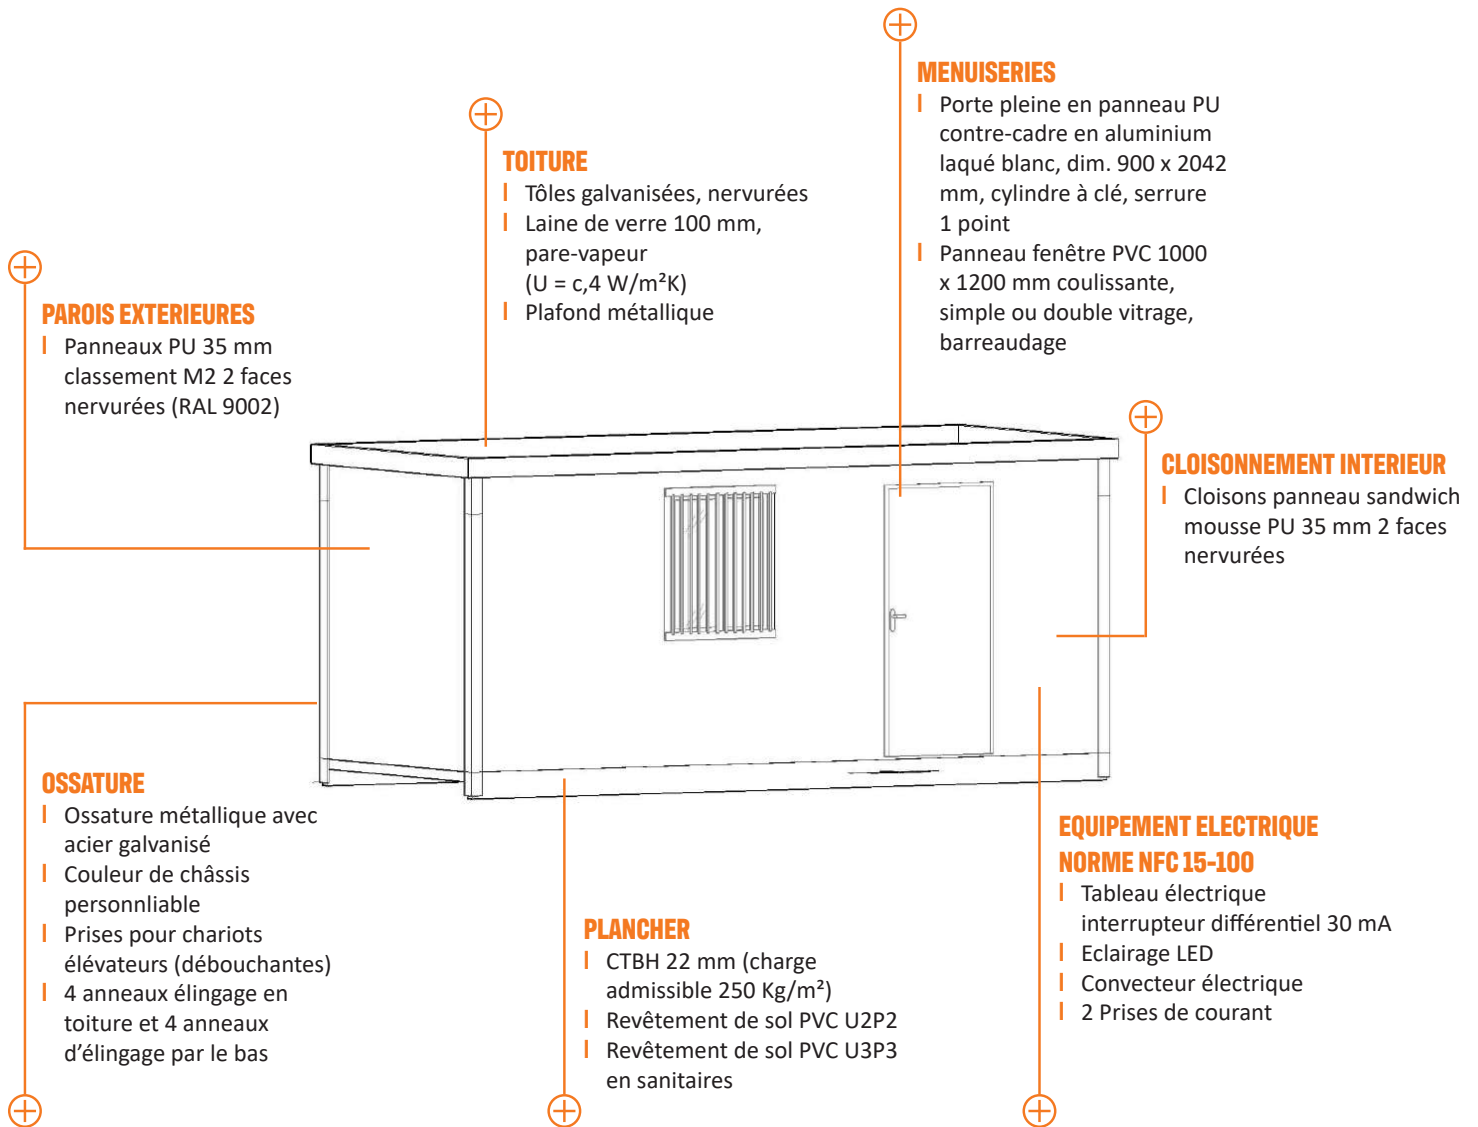 MENUISERIES
Porte pleine en panneau PU
contre-cadre en aluminium
laqué blanc, dim. 900 x 2042
mm, cylindre à clé, serrure
1 point
Panneau fenêtre PVC 1000
x 1200 mm coulissante,
simple ou double vitrage,
barreaudage
TOITURE
Tôles galvanisées, nervurées
Laine de verre 100 mm,
pare-vapeur
(U = c,4 W/m²K)
Plafond métallique
PAROIS EXTERIEURES
Panneaux PU 35 mm
classement M2 2 faces
nervurées (RAL 9002)
CLOISONNEMENT INTERIEUR
Cloisons panneau sandwich
mousse PU 35 mm 2 faces
nervurées
OSSATURE
Ossature métallique avec
acier galvanisé
Couleur de châssis
personnliable
Prises pour chariots
élévateurs (débouchantes)
4 anneaux élingage en
toiture et 4 anneaux
d’élingage par le bas
PLANCHER
CTBH 22 mm (charge
admissible 250 Kg/m²)
Revêtement de sol PVC U2P2
Revêtement de sol PVC U3P3
en sanitaires
EQUIPEMENT ELECTRIQUE
NORME NFC 15-100
Tableau électrique
interrupteur différentiel 30 mA
Eclairage LED
Convecteur électrique
2 Prises de courant